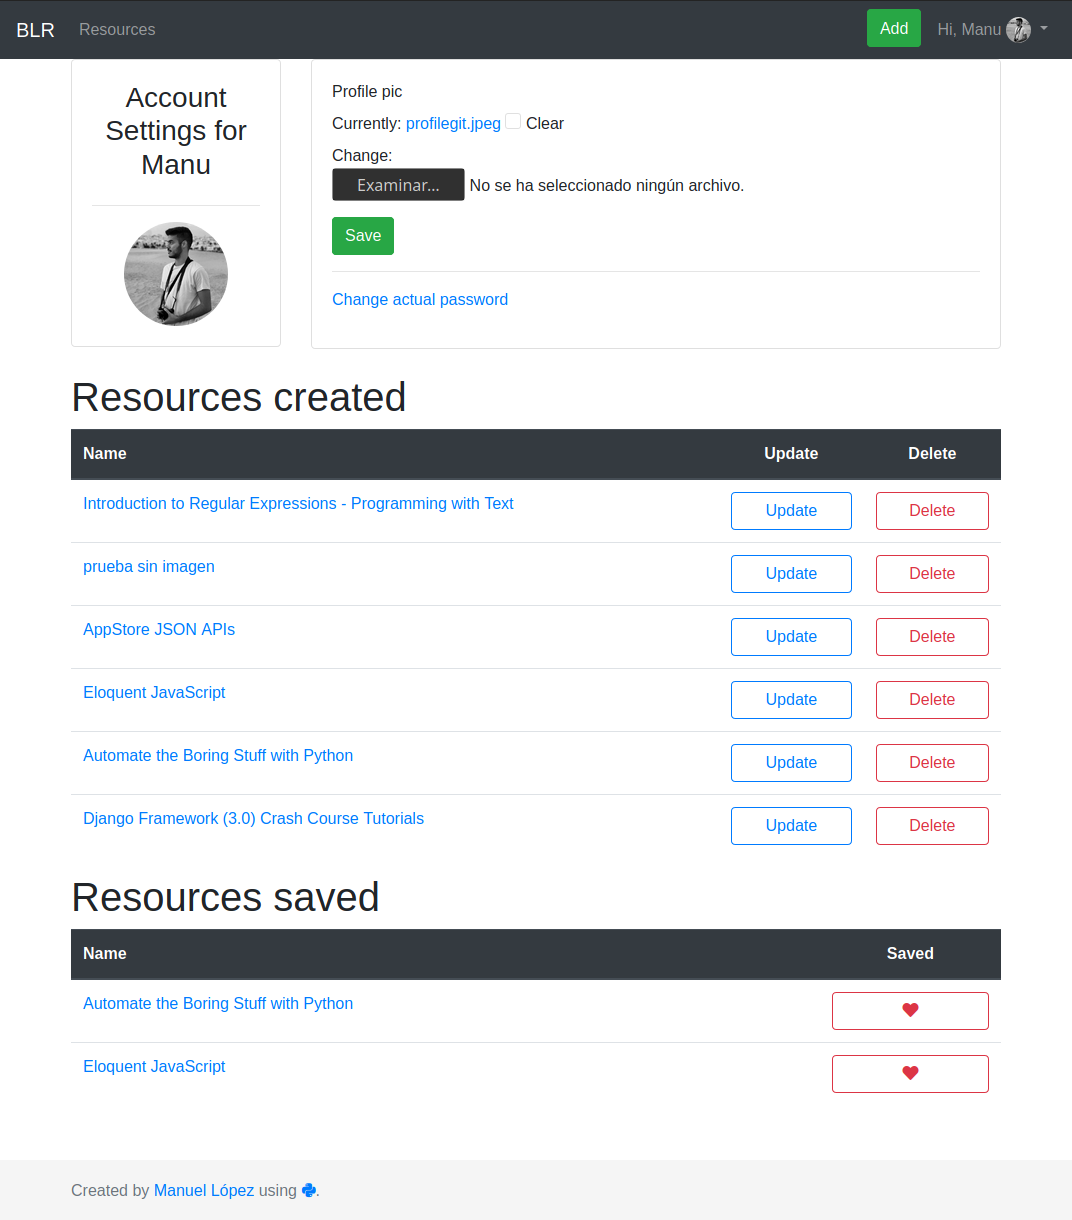 BLR Resources Add Hi, Manu
Account
Settings for
Manu
Profile pic
Currently: profilegit.jpeg Clear
Change:
Examinar... No se ha seleccionado ningún archivo.
Save
Change actual password
Resources created
Name Update Delete
Introduction to Regular Expressions - Programming with Text Update Delete
prueba sin imagen Update Delete
AppStore JSON APIs Update Delete
Eloquent JavaScript Update Delete
Automate the Boring Stuff with Python Update Delete
Django Framework (3.0) Crash Course Tutorials Update Delete
Resources saved
Name Saved
Automate the Boring Stuff with Python
Eloquent JavaScript
Created by Manuel López using .